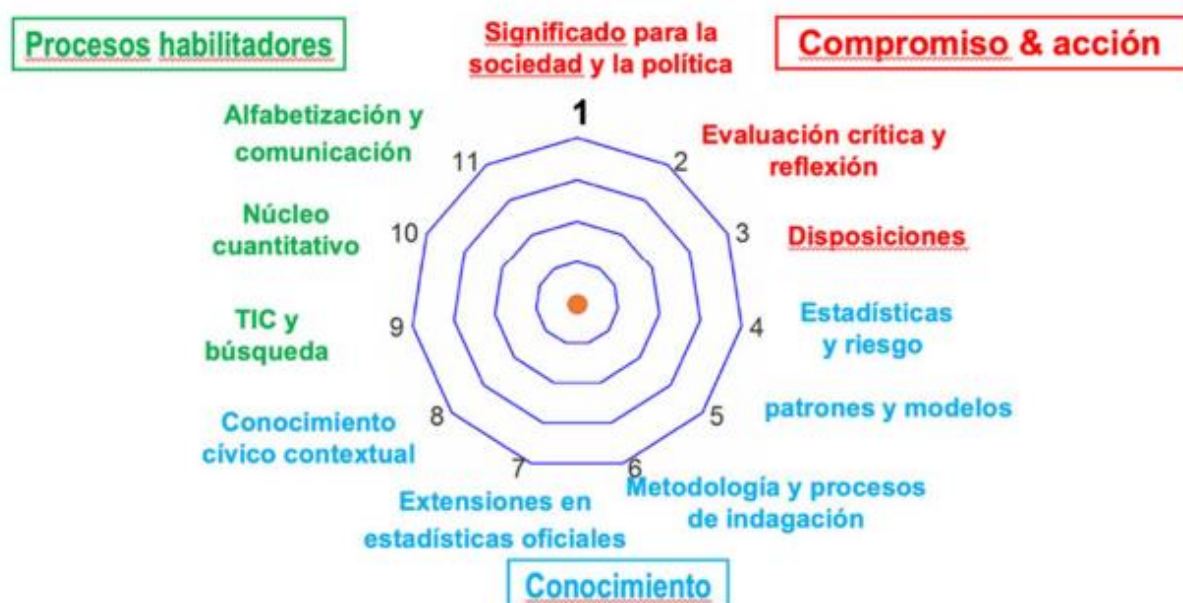 Procesos habilitadores
Significado para la
sociedad y la política
Compromiso & acción
1
Alfabetización y
comunicación
11
2
Evaluación crítica y
reflexión
Núcleo
cuantitativo
10
3
Disposiciones
TIC y
búsqueda
9
4
Estadísticas
y riesgo
Conocimiento
cívico contextual
8
5
patrones y modelos
7
6
Extensiones en
estadísticas oficiales
Metodología y procesos
de indagación
Conocimiento